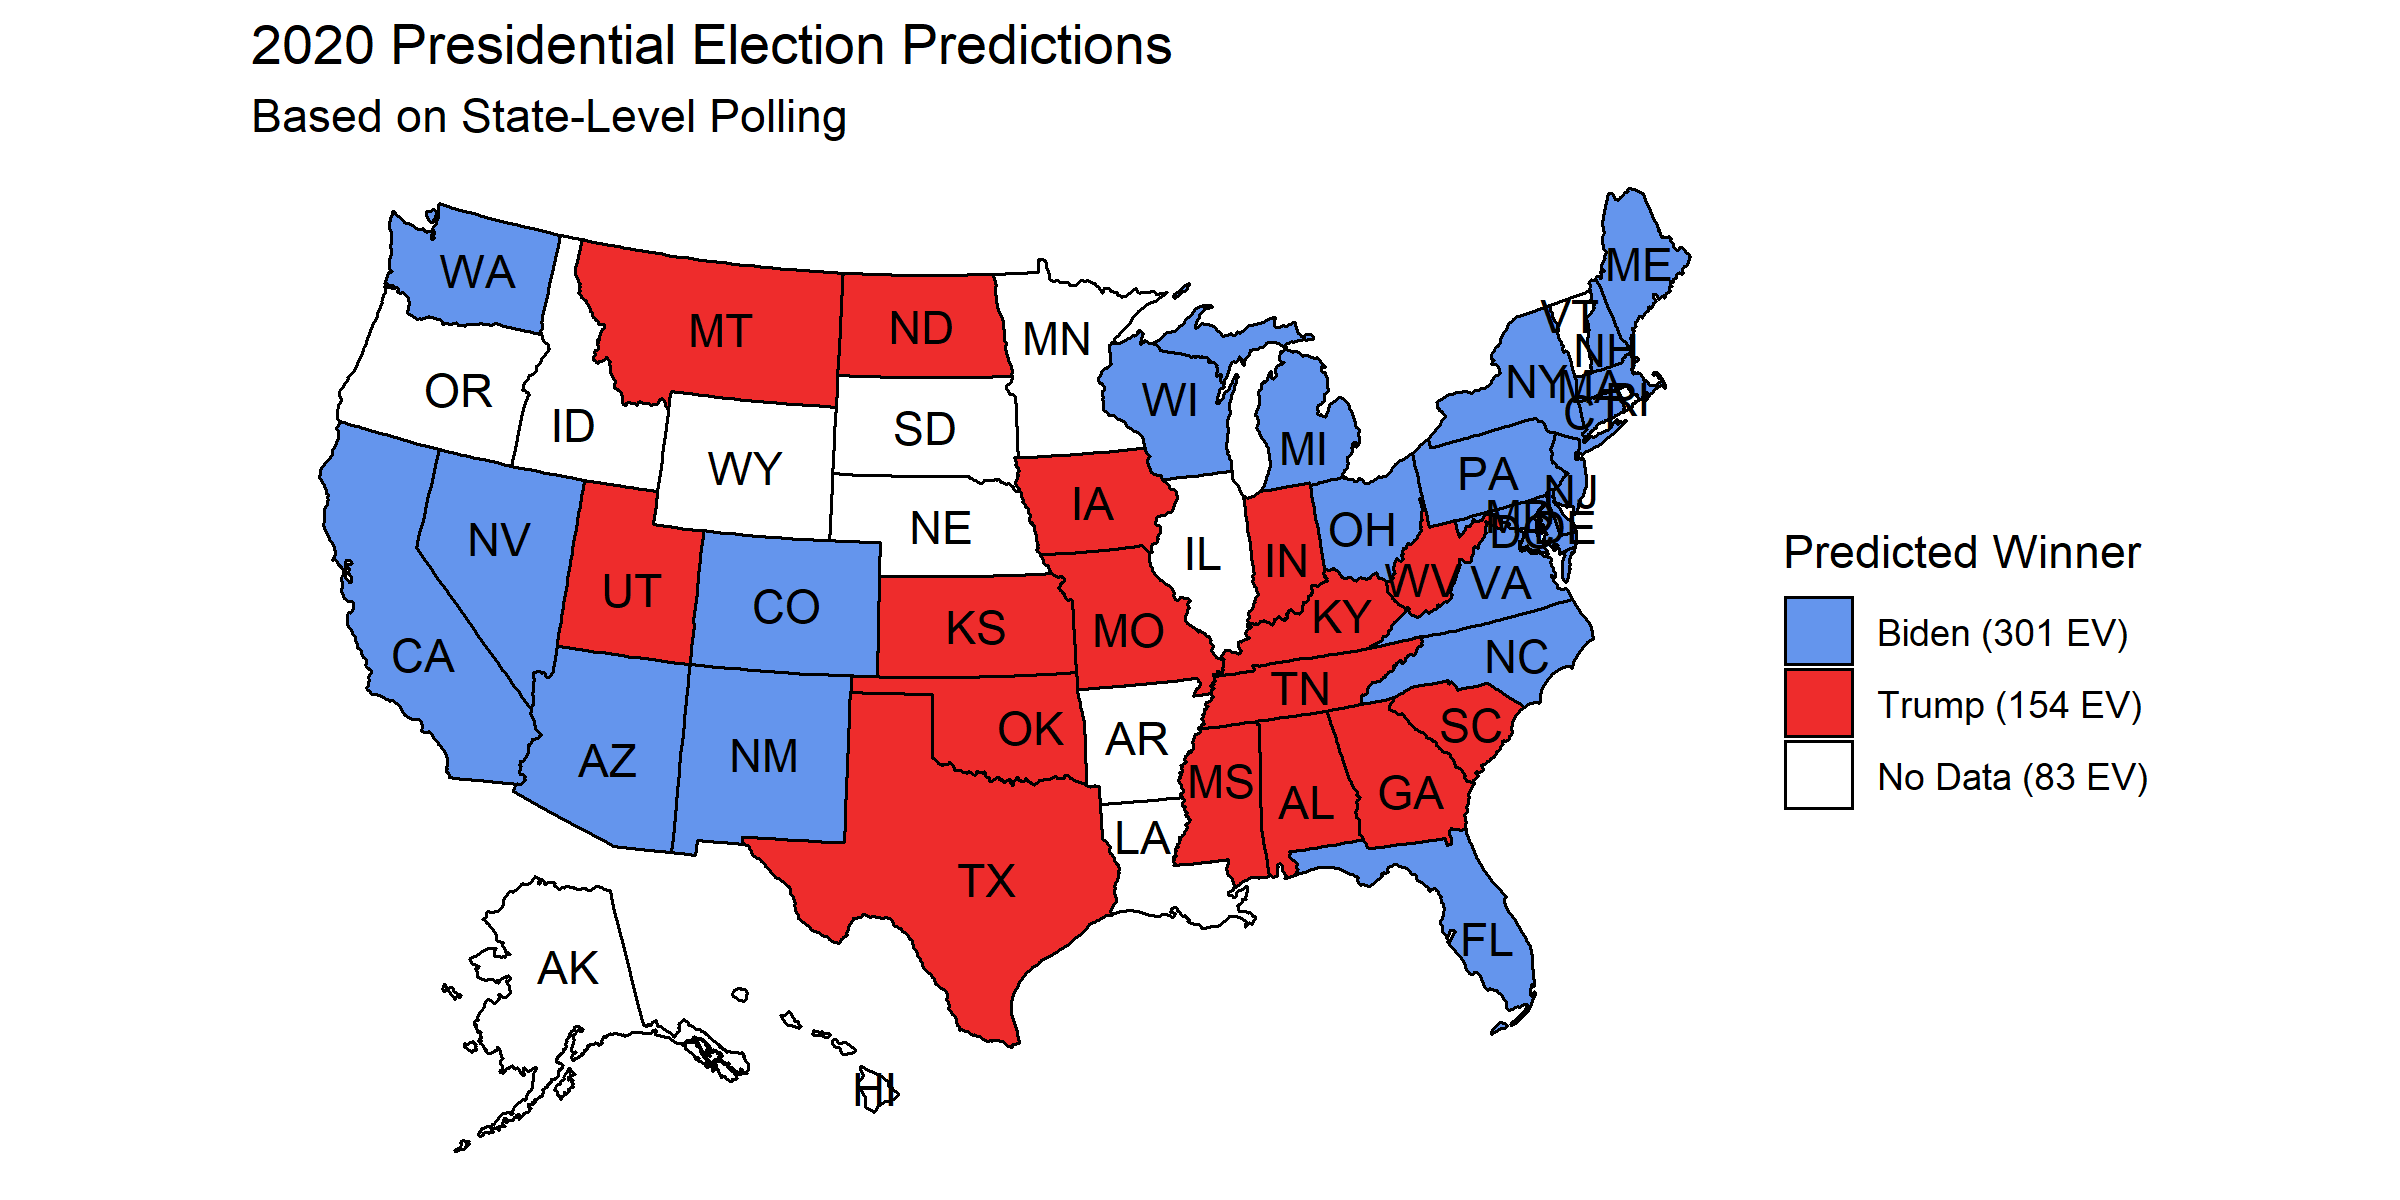 2020 Presidential Election Predictions
Based on State-Level Polling
ME
WA
VT
ND
MT
MN
NH
NY
MA
OR
WI
RI
CT
ID
SD
MI
WY
PA
NJ
IA
MD
NE
OH
DC
DE
NV
IL
IN
Predicted Winner
WV
VA
UT
CO
KY
KS
MO
Biden (301 EV)
CA
NC
TN
Trump (154 EV)
SC
OK
AR
NM
AZ
No Data (83 EV)
MS
GA
AL
LA
TX
FL
AK
HI